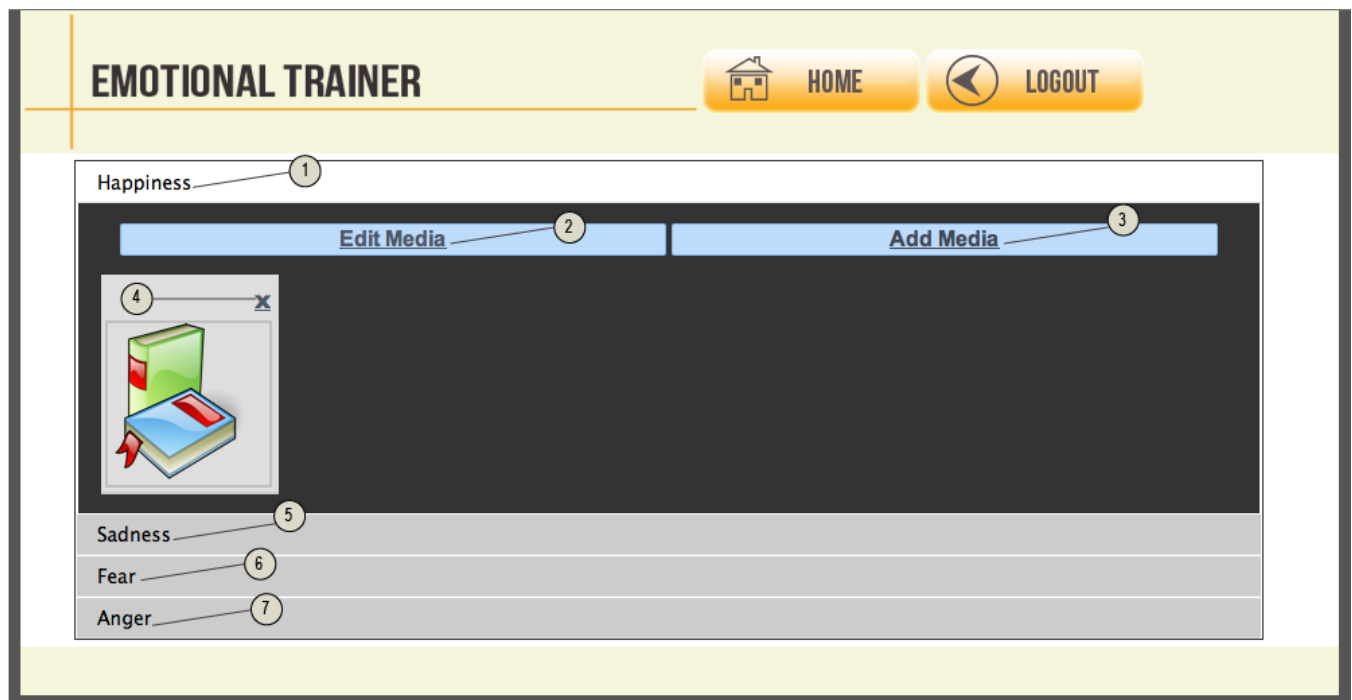 EMOTIONAL TRAINER
HOME
LOGOUT
Happiness 1
Edit Media 2
Add Media 3
4 x
Sadness 5
Fear 6
Anger 7